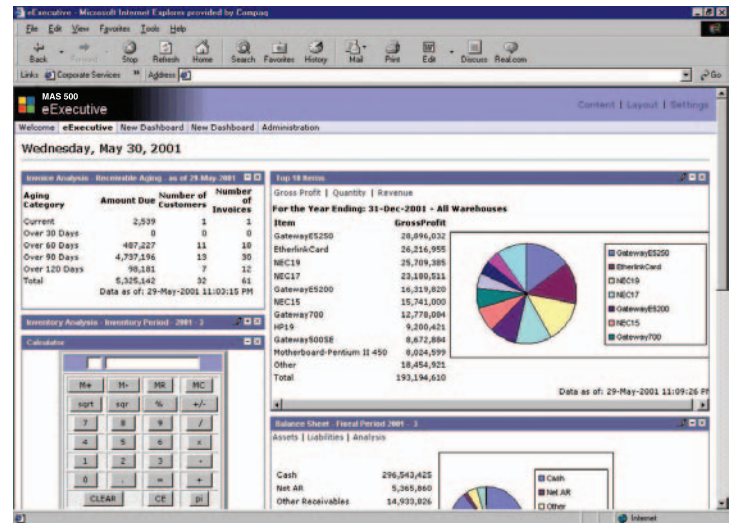 eExecutive - Microsoft Internet Explorer provided by Compaq
File Edit View Favorites Tools Help
Back Forward Stop Refresh Home Search Favorites History Mail Print Edit Discuss Real.com
Links Corporate Services » Address Go
MAS 500
eExecutive
Content | Layout | Settings
Welcome eExecutive New Dashboard New Dashboard Administration
Wednesday, May 30, 2001
Invoice Analysis - Receivable Aging - as of 29-May-2001
Aging Category Amount Due Number of Customers Number of Invoices
Current 2,539 1 1
Over 30 Days 0 0 0
Over 60 Days 487,227 11 18
Over 90 Days 4,737,196 13 30
Over 120 Days 98,181 7 12
Total 5,325,142 32 61
Data as of: 29-May-2001 11:03:15 PM
Inventory Analysis - Inventory Period - 2001 - 3
Calculator
M+ M- MR MC
sqrt sqr % +/-
7 8 9 /
4 5 6 x
1 2 3 -
0 . = +
CLEAR CE pi
Top 10 Items
Gross Profit | Quantity | Revenue
For the Year Ending: 31-Dec-2001 - All Warehouses
Item GrossProfit
GatewayE5250 28,896,032
EtherlinkCard 26,216,955
NEC19 25,709,385
NEC17 23,180,511
GatewayE5200 16,319,820
NEC15 15,741,000
Gateway700 12,778,084
HP19 9,200,421
Gateway500SE 8,672,884
Motherboard-Pentium II 450 8,024,599
Other 18,454,921
Total 193,194,610
GatewayE5250
EtherlinkCard
NEC19
NEC17
GatewayE5200
NEC15
Gateway700
Data as of: 29-May-2001 11:09:26 PM
Balance Sheet - Fiscal Period 2001 - 3
Assets | Liabilities | Analysis
Cash 296,543,425
Net AR 5,365,860
Other Receivables 14,933,026
Cash
Net AR
Other
Internet